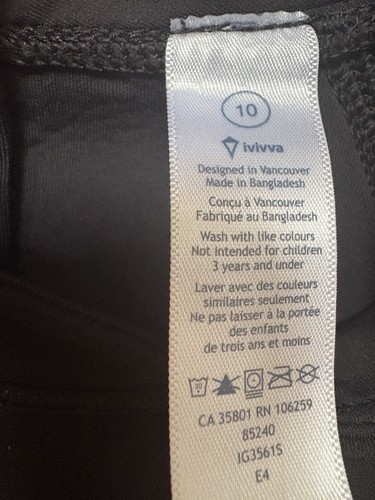 10
ivivva
Designed in Vancouver
Made in Bangladesh
Conçu à Vancouver
Fabriqué au Bangladesh
Wash with like colours
Not intended for children
3 years and under
Laver avec des couleurs
similaires seulement
Ne pas laisser à la portée
des enfants
de trois ans et moins
CA 35801 RN 106259
85240
IG3561S
E4